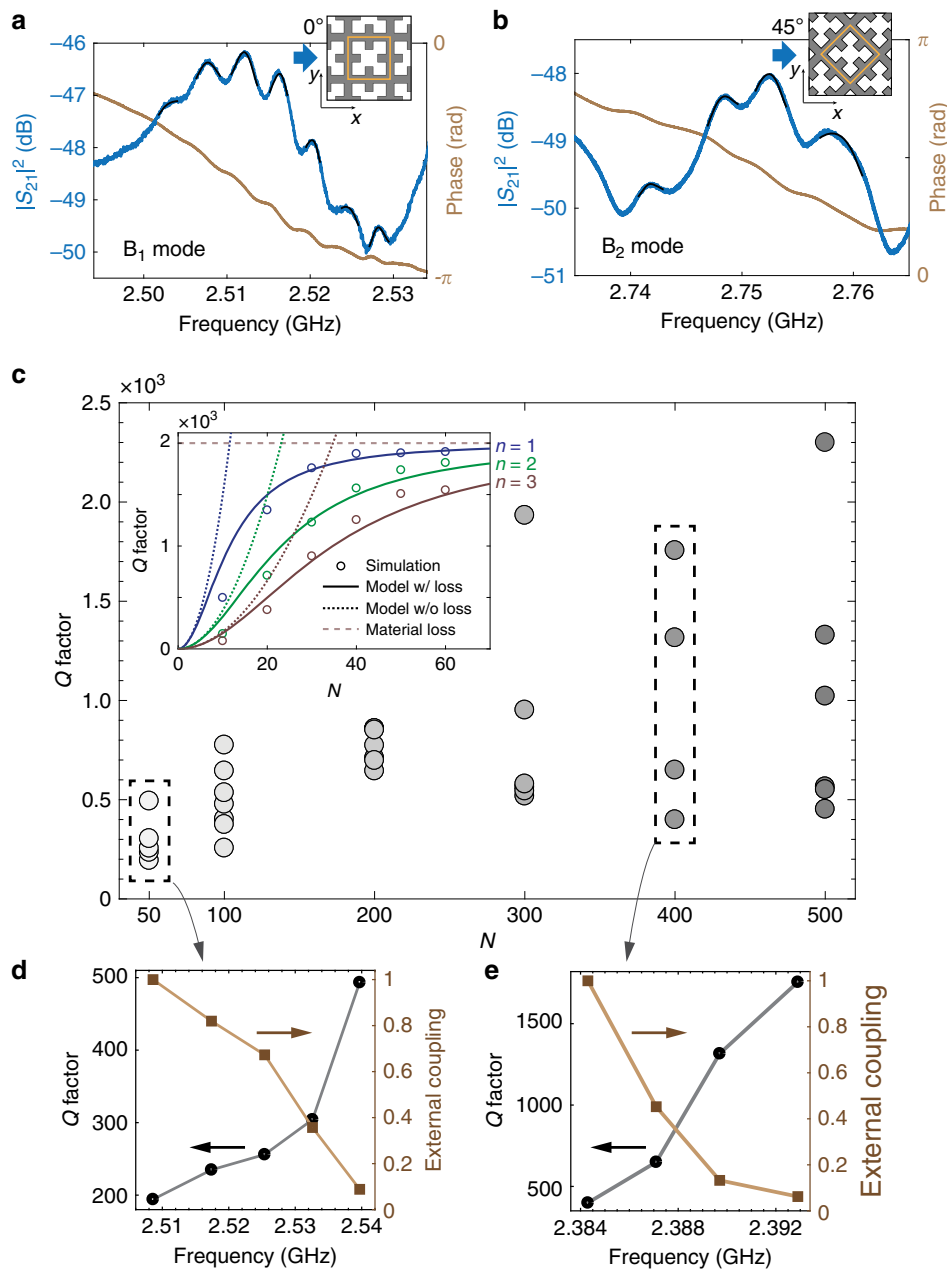 a
0°
y
x
−46
−47
−48
−49
−50
|S₂₁|² (dB)
0
-π
Phase (rad)
B₁ mode
2.50
2.51
2.52
2.53
Frequency (GHz)
b
45°
y
x
−48
−49
−50
−51
|S₂₁|² (dB)
π
0
Phase (rad)
B₂ mode
2.74
2.75
2.76
Frequency (GHz)
c
×10³
2.5
2.0
1.5
1.0
0.5
0
Q factor
50
100
200
300
400
500
N
×10³
2
1
0
Q factor
0
20
40
60
N
n = 1
n = 2
n = 3
Simulation
Model w/ loss
Model w/o loss
Material loss
d
500
400
300
200
Q factor
1
0.8
0.6
0.4
0.2
0
External coupling
2.51
2.52
2.53
2.54
Frequency (GHz)
e
1750
1500
1000
500
Q factor
1
0.8
0.6
0.4
0.2
0
External coupling
2.384
2.388
2.392
Frequency (GHz)